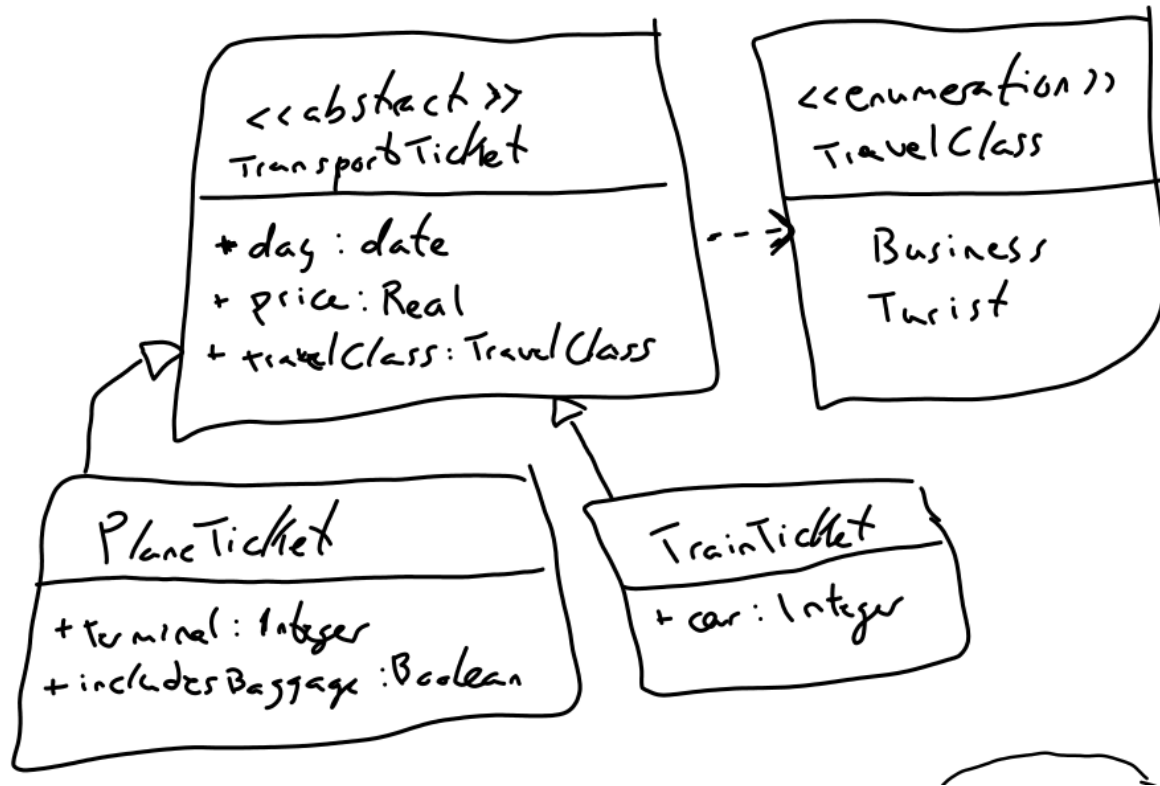 <<abstract>>
TransportTicket
+ day : date
+ price : Real
+ travelClass : TravelClass
<<enumeration>>
TravelClass
Business
Turist
PlaneTicket
+ terminal : Integer
+ includesBaggage : Boolean
TrainTicket
+ car : Integer